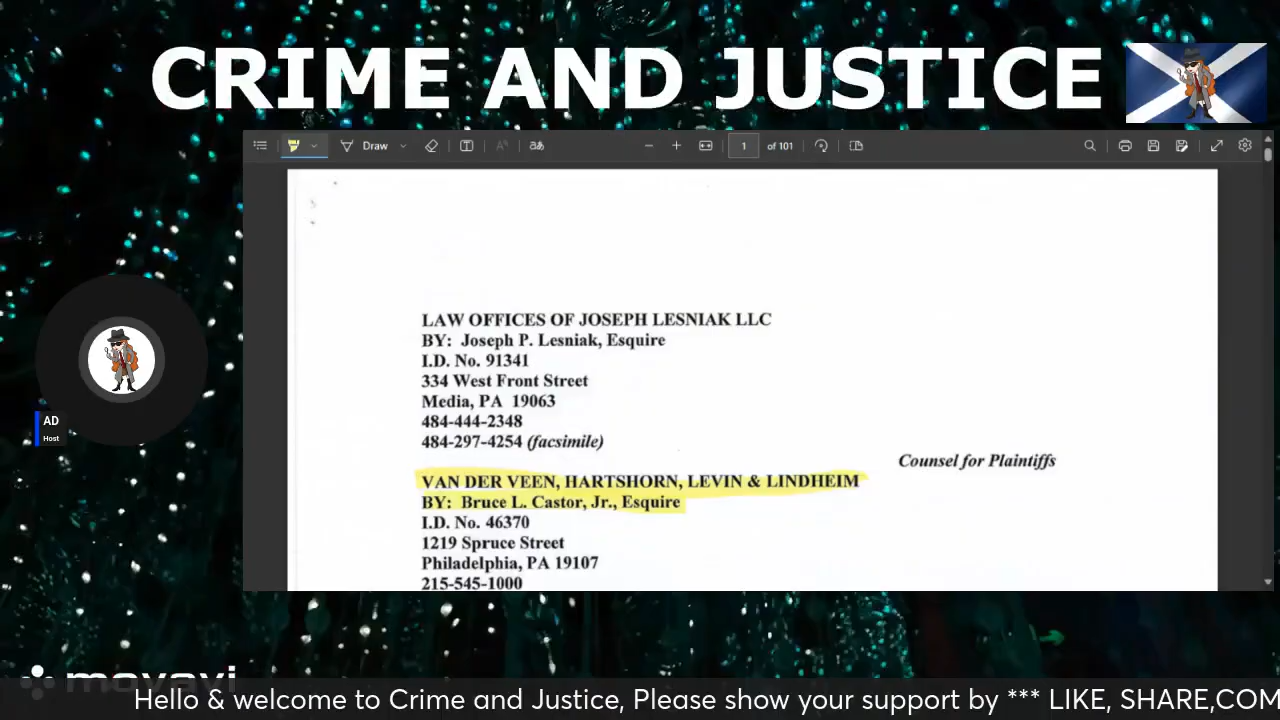 CRIME AND JUSTICE
Draw
1 of 101
LAW OFFICES OF JOSEPH LESNIAK LLC
BY: Joseph P. Lesniak, Esquire
I.D. No. 91341
334 West Front Street
Media, PA 19063
484-444-2348
484-297-4254 (facsimile)
Counsel for Plaintiffs
VAN DER VEEN, HARTSHORN, LEVIN & LINDHEIM
BY: Bruce L. Castor, Jr., Esquire
I.D. No. 46370
1219 Spruce Street
Philadelphia, PA 19107
215-545-1000
AD
Host
movavi
Hello & welcome to Crime and Justice, Please show your support by *** LIKE, SHARE,COM